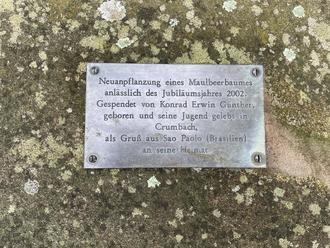 Neuanpflanzung eines Maulbeerbaumes
anlässlich des Jubiläumsjahres 2002.
Gespendet von Konrad Erwin Günther,
geboren und seine Jugend gelebt in
Crumbach,
als Gruß aus Sao Paolo (Brasilien)
an seine Heimat